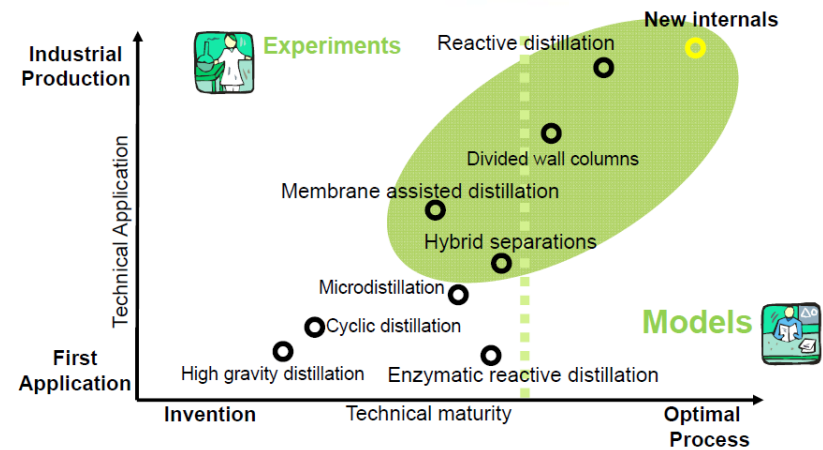 New internals
Reactive distillation
Experiments
Industrial
Production
Divided wall columns
Technical Application
Membrane assisted distillation
Hybrid separations
Microdistillation
Models
Cyclic distillation
First
Application
High gravity distillation
Enzymatic reactive distillation
Invention
Technical maturity
Optimal
Process